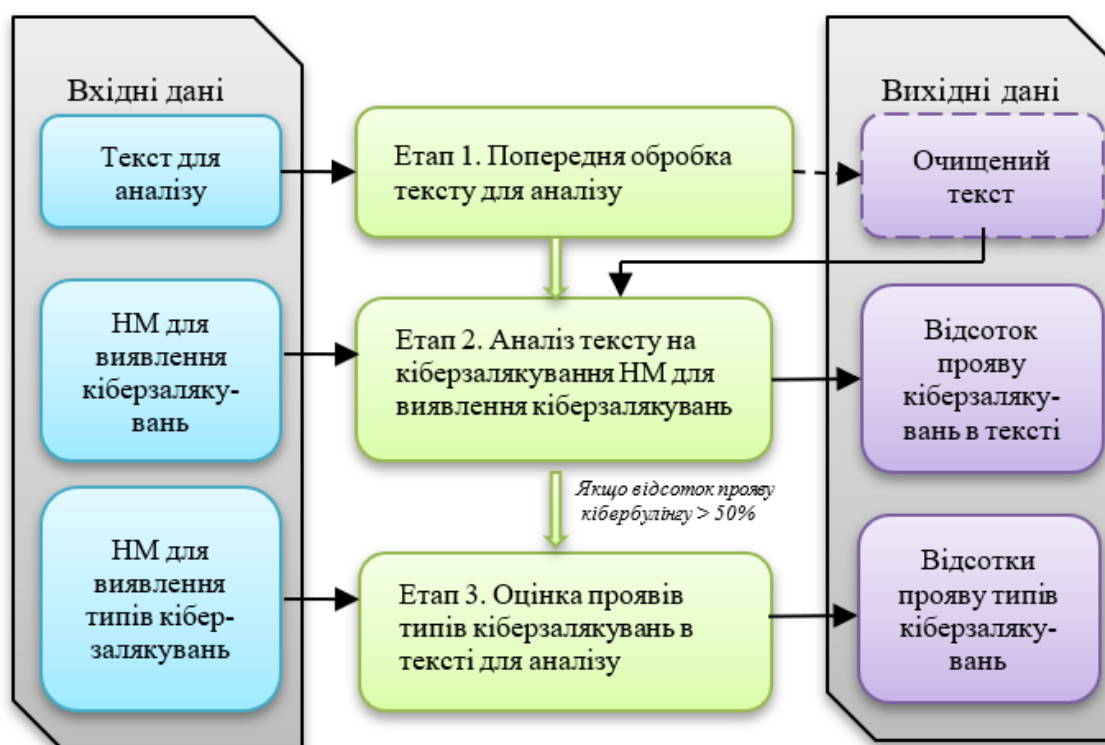 Вхідні дані
Текст для
аналізу
НМ для
виявлення
кіберзаляку-
вань
НМ для
виявлення
типів кібер-
залякувань
Етап 1. Попередня обробка
тексту для аналізу
Етап 2. Аналіз тексту на
кіберзалякування НМ для
виявлення кіберзалякувань
Якщо відсоток прояву
кібербулінгу > 50%
Етап 3. Оцінка проявів
типів кіберзалякувань в
тексті для аналізу
Вихідні дані
Очищений
текст
Відсоток
прояву
кіберзаляку-
вань в тексті
Відсотки
прояву типів
кіберзаляку-
вань